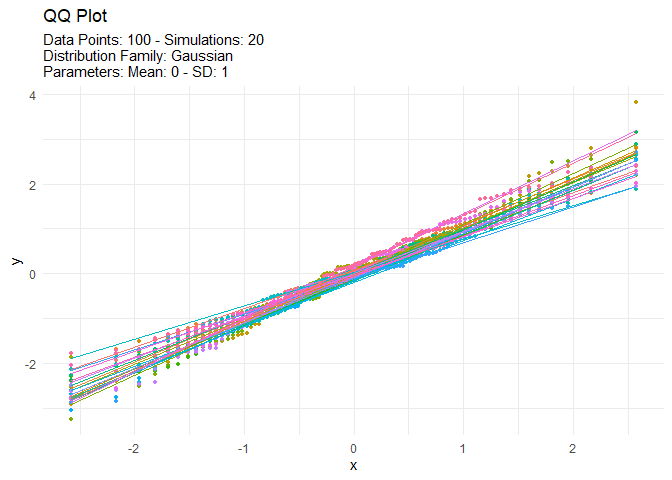 QQ Plot
Data Points: 100 - Simulations: 20
Distribution Family: Gaussian
Parameters: Mean: 0 - SD: 1
4
2
0
-2
y
-2
-1
0
1
2
x